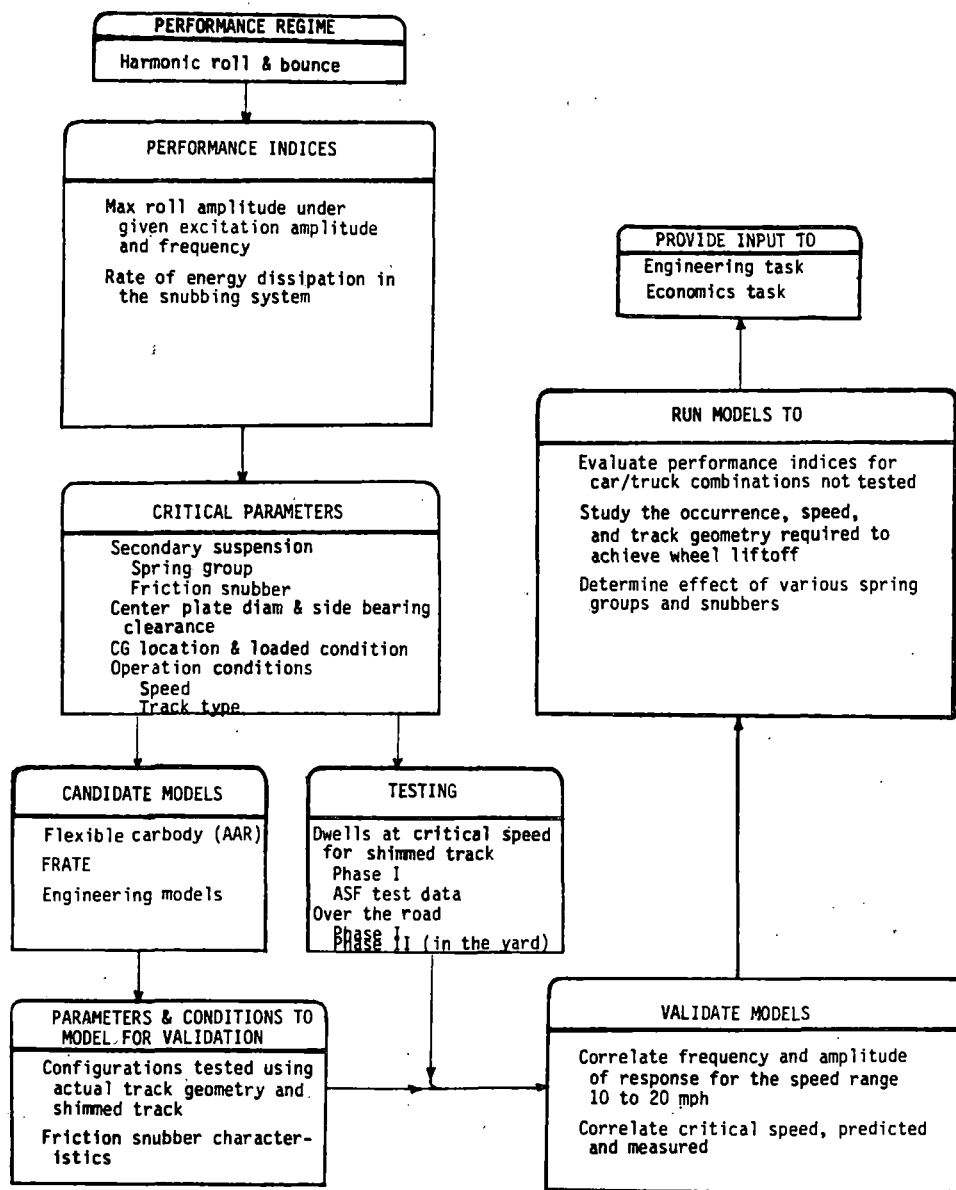 PERFORMANCE REGIME
Harmonic roll & bounce
PERFORMANCE INDICES
Max roll amplitude under
given excitation amplitude
and frequency
Rate of energy dissipation in
the snubbing system
CRITICAL PARAMETERS
Secondary suspension
Spring group
Friction snubber
Center plate diam & side bearing
clearance
CG location & loaded condition
Operation conditions
Speed
Track type
CANDIDATE MODELS
Flexible carbody (AAR)
FRATE
Engineering models
TESTING
Dwells at critical speed
for shimmed track
Phase I
ASF test data
Over the road
Phase I
Phase II (in the yard)
PARAMETERS & CONDITIONS TO
MODEL FOR VALIDATION
Configurations tested using
actual track geometry and
shimmed track
Friction snubber character-
istics
VALIDATE MODELS
Correlate frequency and amplitude
of response for the speed range
10 to 20 mph
Correlate critical speed, predicted
and measured
RUN MODELS TO
Evaluate performance indices for
car/truck combinations not tested
Study the occurrence, speed,
and track geometry required to
achieve wheel liftoff
Determine effect of various spring
groups and snubbers
PROVIDE INPUT TO
Engineering task
Economics task